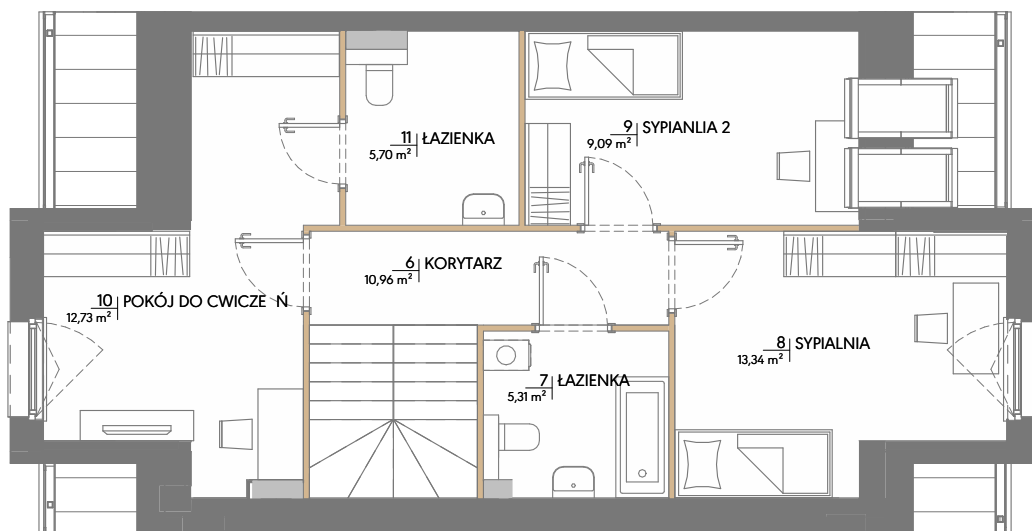 11 ŁAZIENKA
5,70 m²
9 SYPIANLIA 2
9,09 m²
6 KORYTARZ
10,96 m²
10 POKÓJ DO CWICZE Ń
12,73 m²
8 SYPIALNIA
13,34 m²
7 ŁAZIENKA
5,31 m²